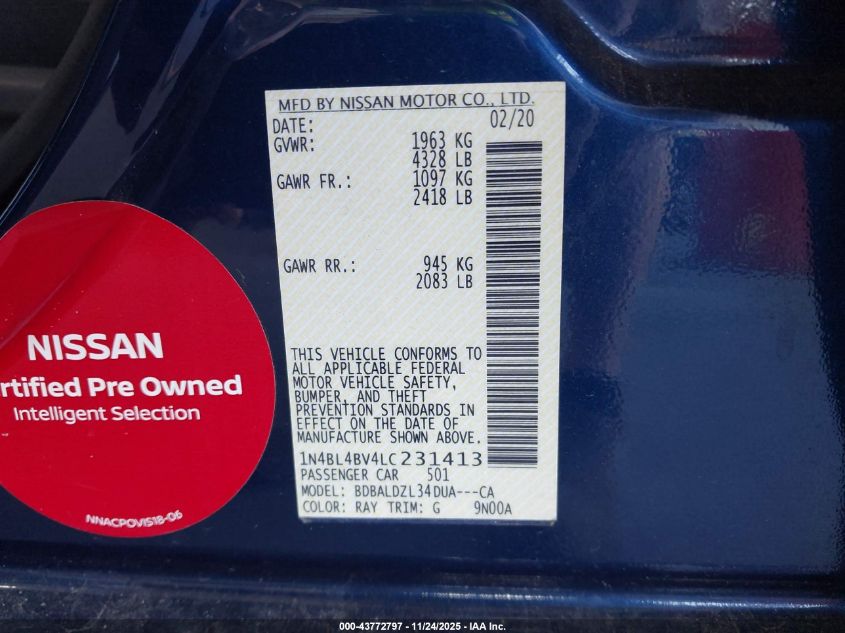 MFD BY NISSAN MOTOR CO., LTD.
DATE: 02/20
GVWR: 1963 KG
4328 LB
GAWR FR.: 1097 KG
2418 LB
GAWR RR.: 945 KG
2083 LB
THIS VEHICLE CONFORMS TO
ALL APPLICABLE FEDERAL
MOTOR VEHICLE SAFETY,
BUMPER, AND THEFT
PREVENTION STANDARDS IN
EFFECT ON THE DATE OF
MANUFACTURE SHOWN ABOVE.
1N4BL4BV4LC231413
PASSENGER CAR 501
MODEL: BDBALDZL34DUA---CA
COLOR: RAY TRIM: G 9N00A
NISSAN
rtified Pre Owned
Intelligent Selection
NNACPOVIS18-06
000-43772797 - 11/24/2025 - IAA Inc.